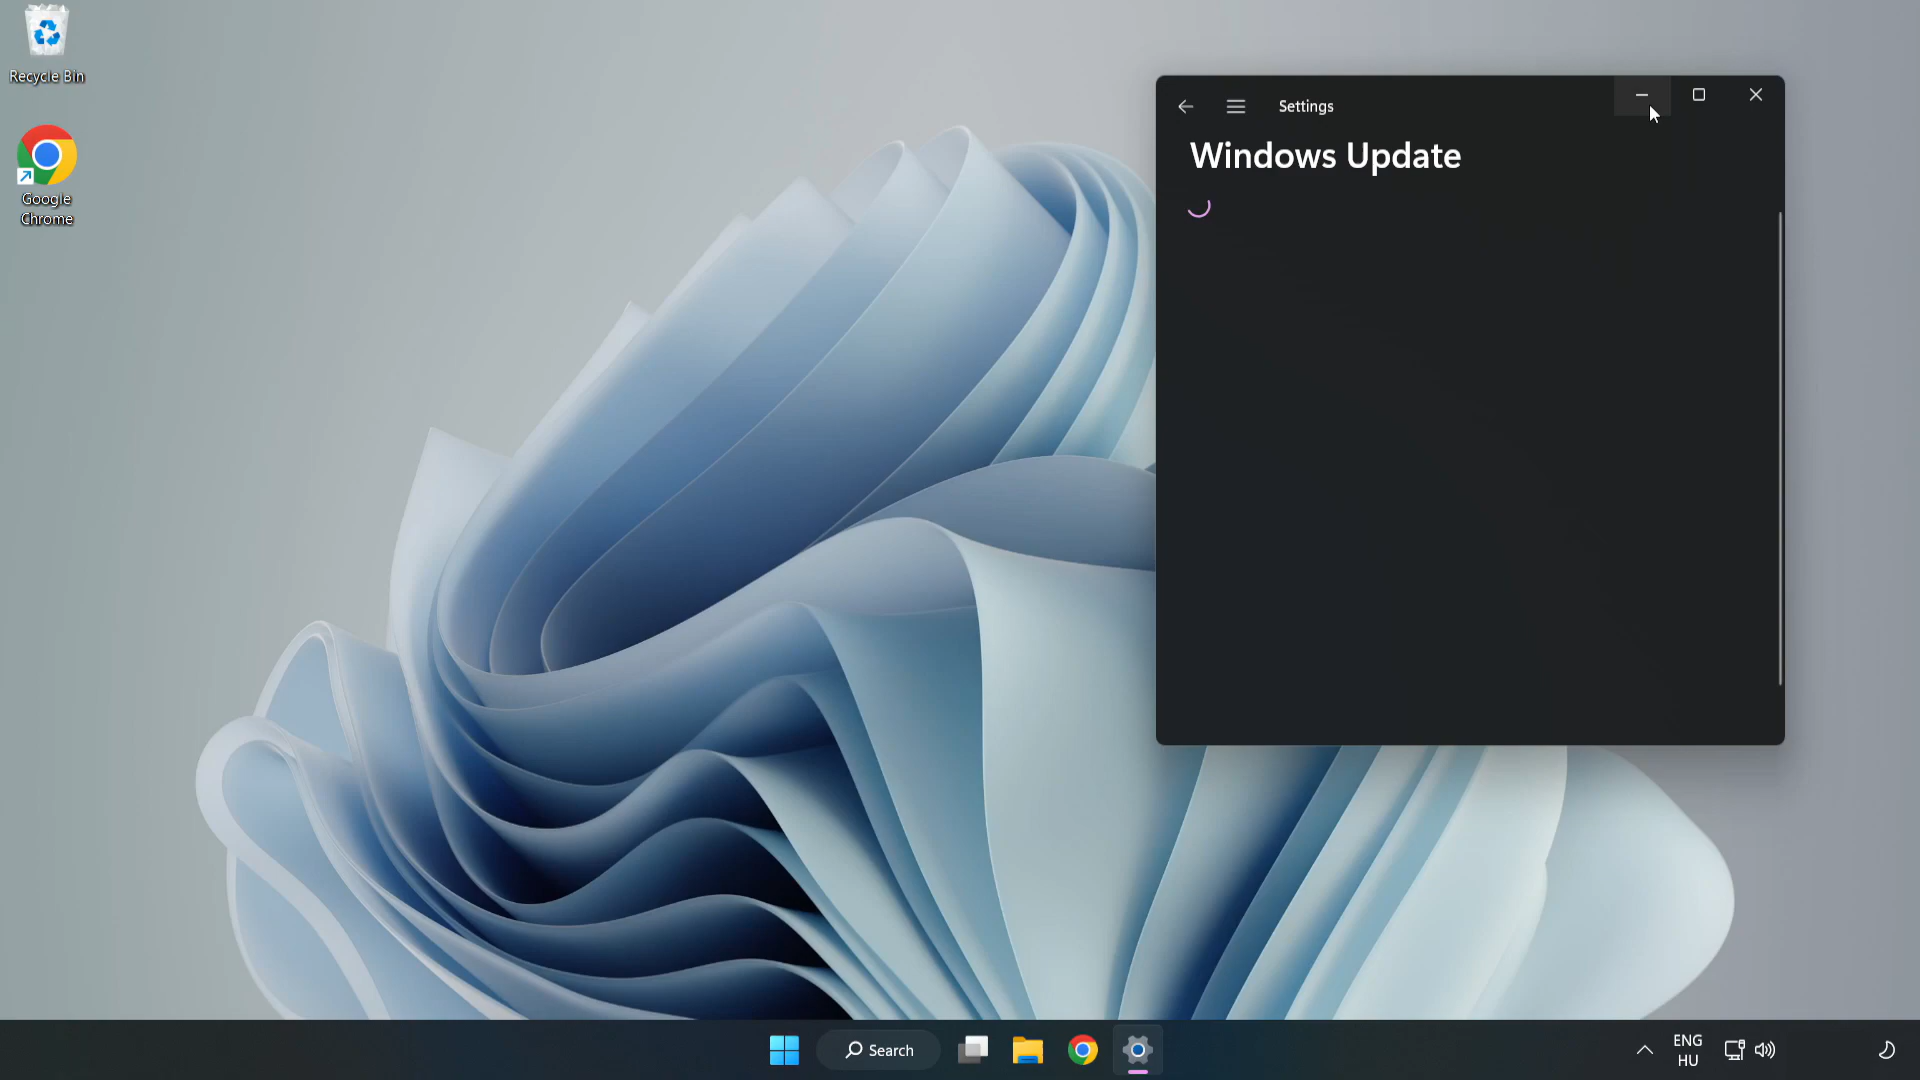 Recycle Bin
Google
Chrome
Settings
Windows Update
Search
ENG
HU